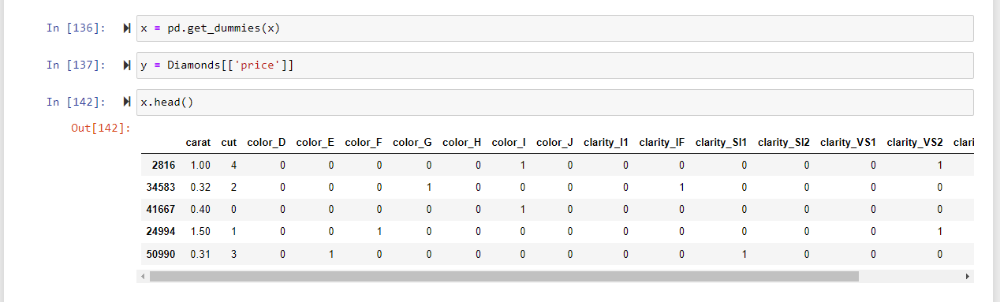 In [136]: x = pd.get_dummies(x)
In [137]: y = Diamonds[['price']]
In [142]: x.head()
Out[142]:
carat cut color_D color_E color_F color_G color_H color_I color_J clarity_I1 clarity_IF clarity_SI1 clarity_SI2 clarity_VS1 clarity_VS2 clari
2816 1.00 4 0 0 0 0 0 1 0 0 0 0 0 0 1
34583 0.32 2 0 0 0 1 0 0 0 0 1 0 0 0 0
41667 0.40 0 0 0 0 0 0 1 0 0 0 0 0 0 0
24994 1.50 1 0 0 1 0 0 0 0 0 0 0 0 0 1
50990 0.31 3 0 1 0 0 0 0 0 0 0 1 0 0 0